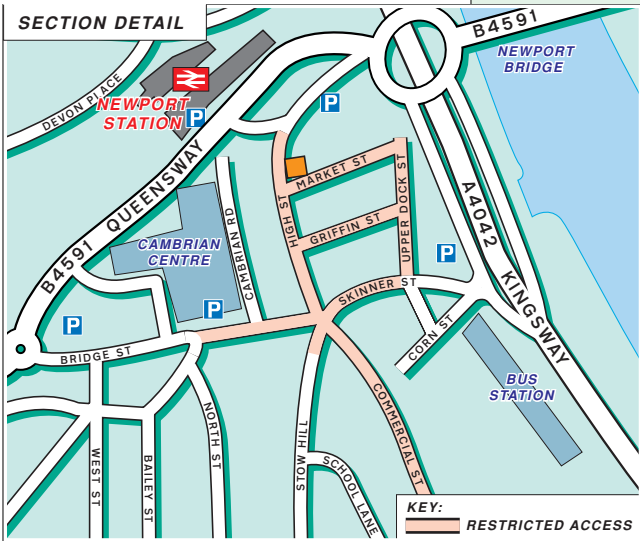 SECTION DETAIL
B4591
NEWPORT
BRIDGE
DEVON PLACE
NEWPORT
STATION
P
P
MARKET ST
HIGH ST
GRIFFIN ST
UPPER DOCK ST
A4042
KINGSWAY
B4591 QUEENSWAY
CAMBRIAN
CENTRE
CAMBRIAN RD
P
SKINNER ST
P
P
BRIDGE ST
CORN ST
BUS
STATION
COMMERCIAL ST
WEST ST
BAILEY ST
NORTH ST
STOW HILL
SCHOOL LANE
KEY:
RESTRICTED ACCESS